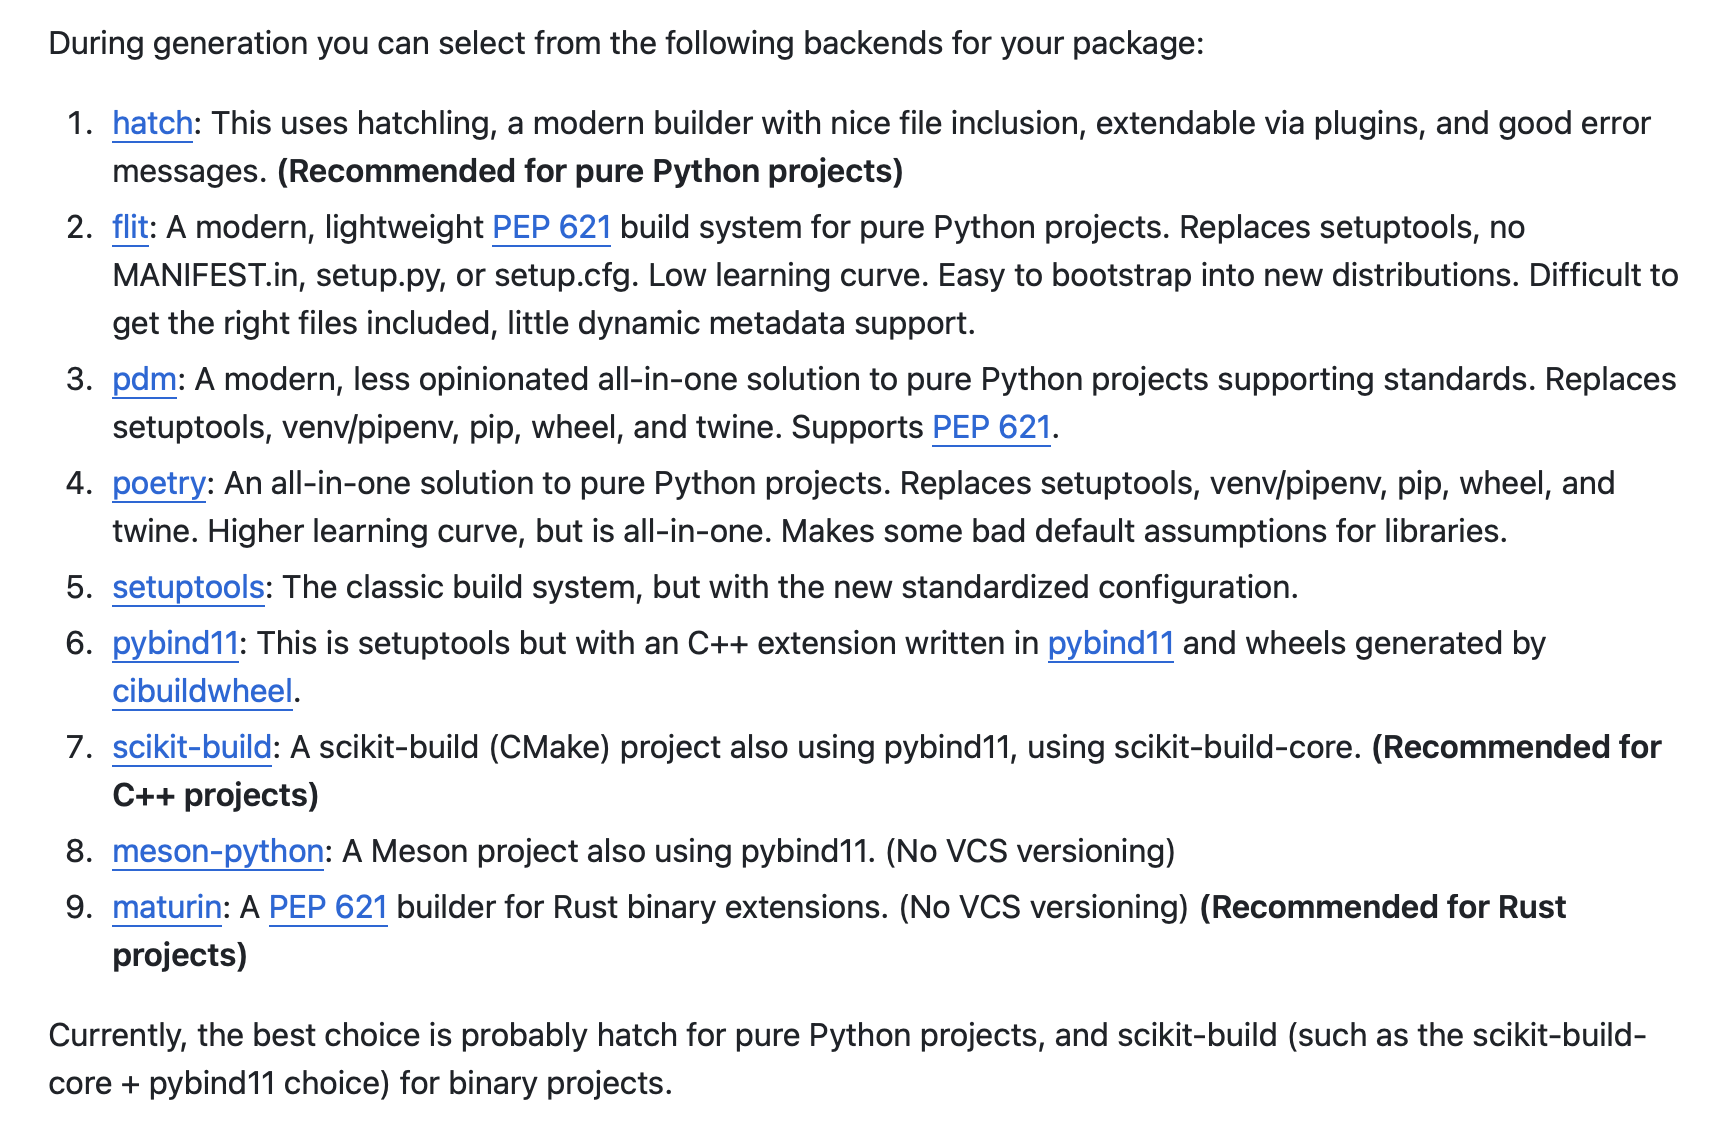 During generation you can select from the following backends for your package:
1. hatch: This uses hatchling, a modern builder with nice file inclusion, extendable via plugins, and good error
messages. (Recommended for pure Python projects)
2. flit: A modern, lightweight PEP 621 build system for pure Python projects. Replaces setuptools, no
MANIFEST.in, setup.py, or setup.cfg. Low learning curve. Easy to bootstrap into new distributions. Difficult to
get the right files included, little dynamic metadata support.
3. pdm: A modern, less opinionated all-in-one solution to pure Python projects supporting standards. Replaces
setuptools, venv/pipenv, pip, wheel, and twine. Supports PEP 621.
4. poetry: An all-in-one solution to pure Python projects. Replaces setuptools, venv/pipenv, pip, wheel, and
twine. Higher learning curve, but is all-in-one. Makes some bad default assumptions for libraries.
5. setuptools: The classic build system, but with the new standardized configuration.
6. pybind11: This is setuptools but with an C++ extension written in pybind11 and wheels generated by
cibuildwheel.
7. scikit-build: A scikit-build (CMake) project also using pybind11, using scikit-build-core. (Recommended for
C++ projects)
8. meson-python: A Meson project also using pybind11. (No VCS versioning)
9. maturin: A PEP 621 builder for Rust binary extensions. (No VCS versioning) (Recommended for Rust
projects)
Currently, the best choice is probably hatch for pure Python projects, and scikit-build (such as the scikit-build-
core + pybind11 choice) for binary projects.